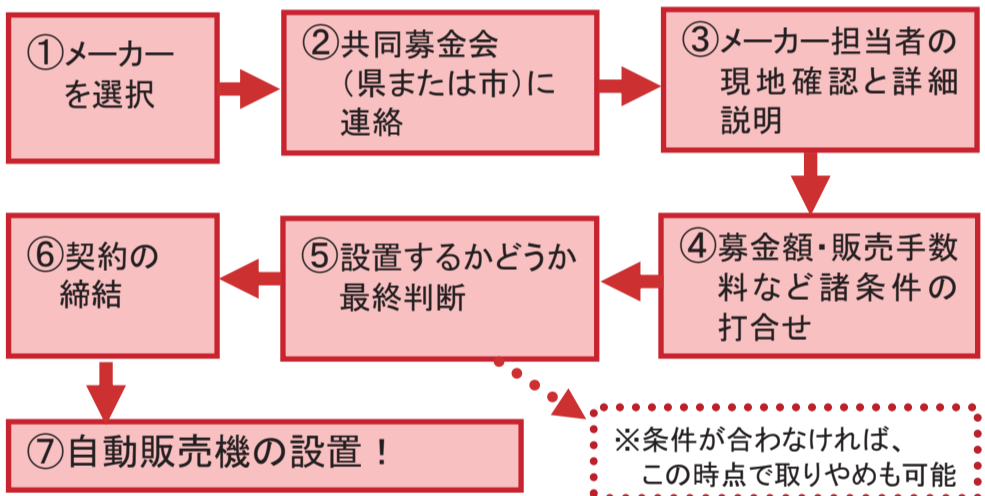 ①メーカー
を選択
②共同募金会
（県または市）に
連絡
③メーカー担当者の
現地確認と詳細
説明
④募金額・販売手数
料など諸条件の
打合せ
⑤設置するかどうか
最終判断
⑥契約の
締結
⑦自動販売機の設置！
※条件が合わなければ、
この時点で取りやめも可能